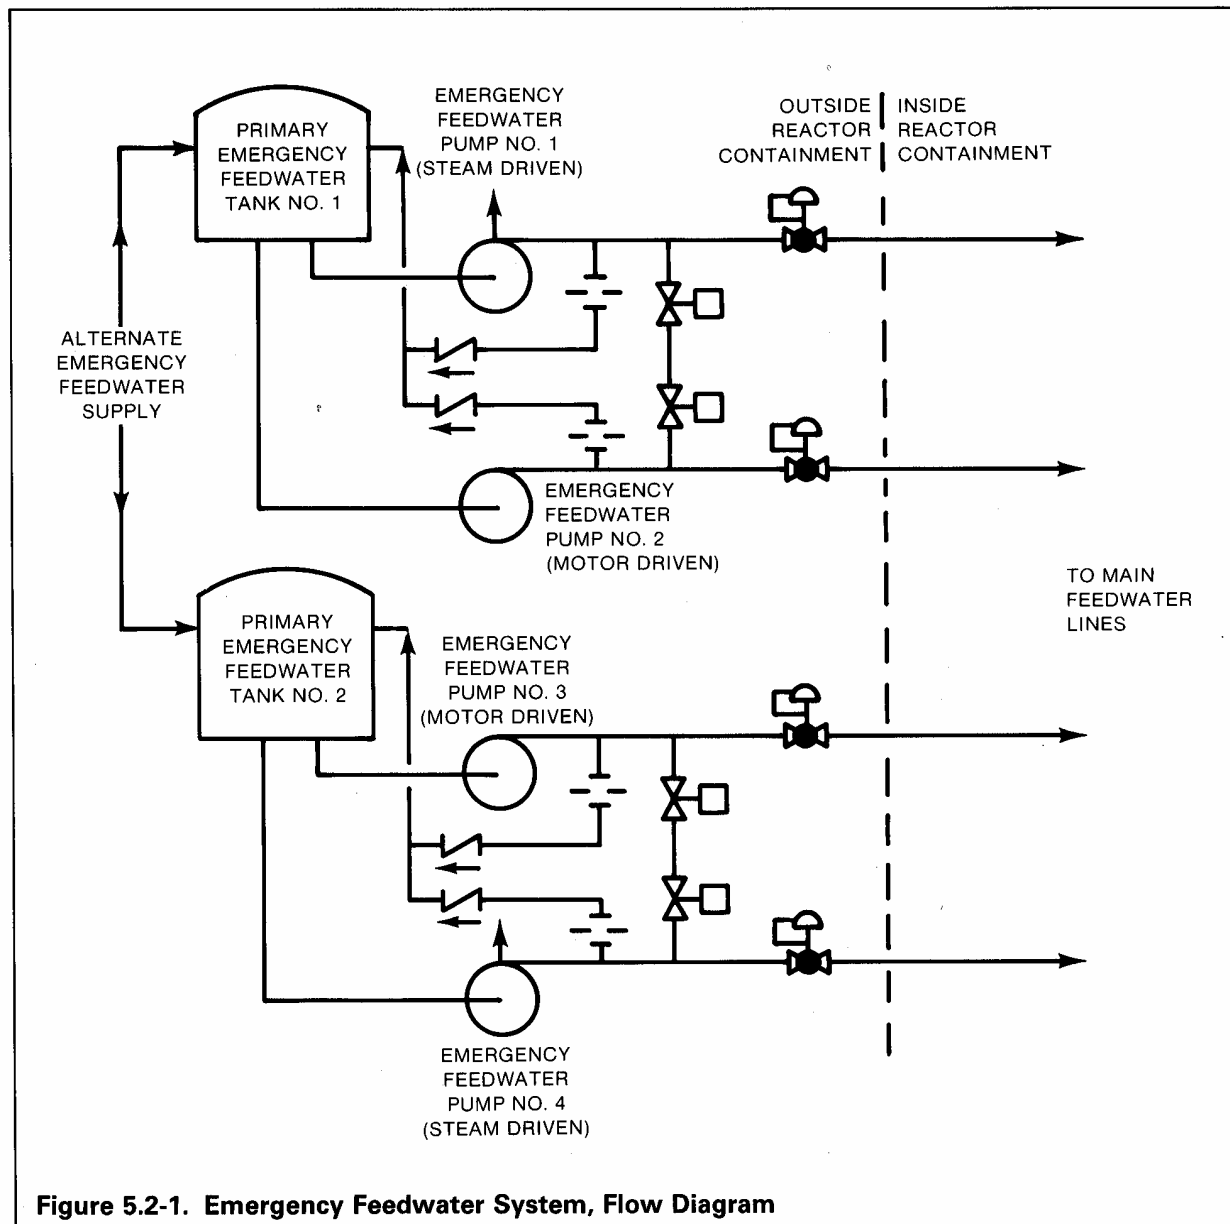 EMERGENCY
FEEDWATER
PUMP NO. 1
(STEAM DRIVEN)
OUTSIDE
REACTOR
CONTAINMENT
INSIDE
REACTOR
CONTAINMENT
PRIMARY
EMERGENCY
FEEDWATER
TANK NO. 1
ALTERNATE
EMERGENCY
FEEDWATER
SUPPLY
EMERGENCY
FEEDWATER
PUMP NO. 2
(MOTOR DRIVEN)
TO MAIN
FEEDWATER
LINES
PRIMARY
EMERGENCY
FEEDWATER
TANK NO. 2
EMERGENCY
FEEDWATER
PUMP NO. 3
(MOTOR DRIVEN)
EMERGENCY
FEEDWATER
PUMP NO. 4
(STEAM DRIVEN)
Figure 5.2-1. Emergency Feedwater System, Flow Diagram